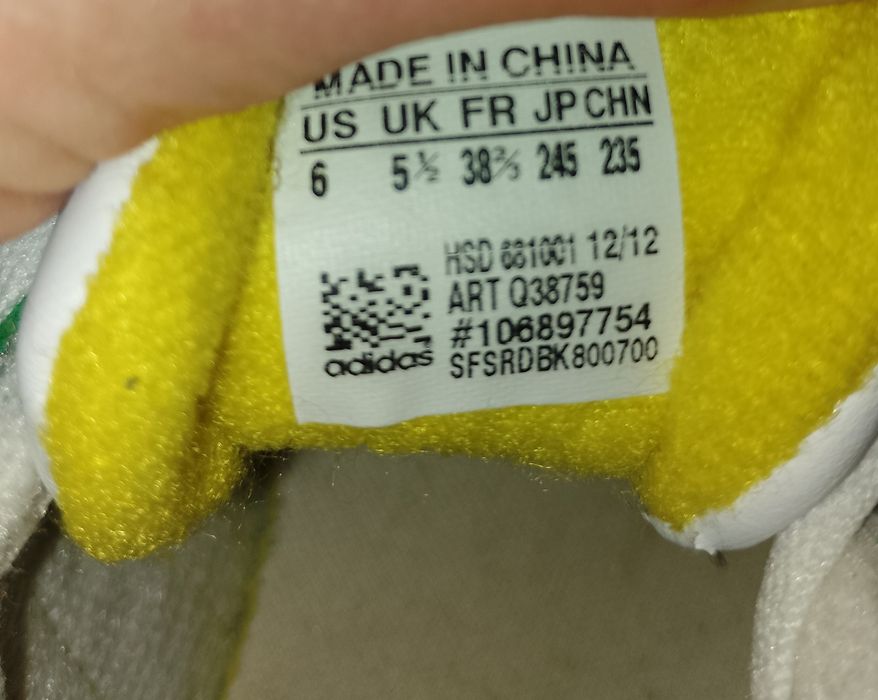 MADE IN CHINA
US UK FR JP CHN
6 5½ 38⅔ 245 235
HSD 681001 12/12
ART Q38759
#106897754
adidas SFSRDBK800700